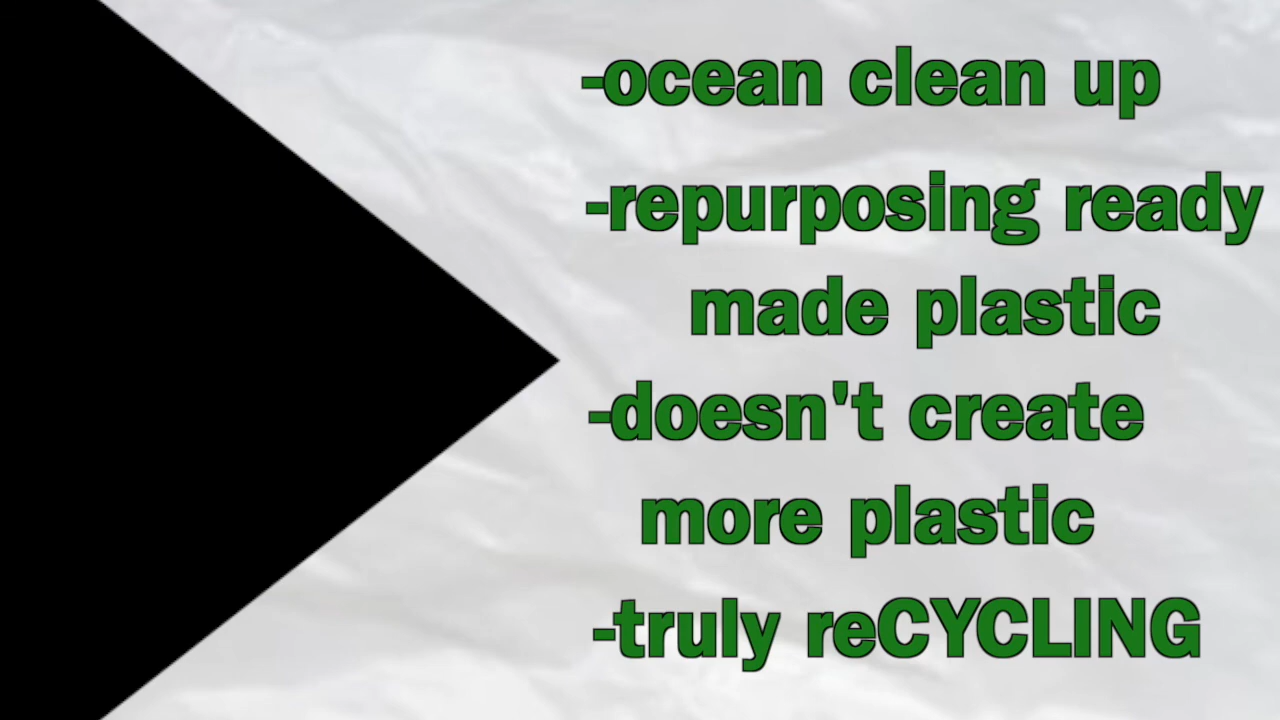 -ocean clean up
-repurposing ready
made plastic
-doesn't create
more plastic
-truly reCYCLING